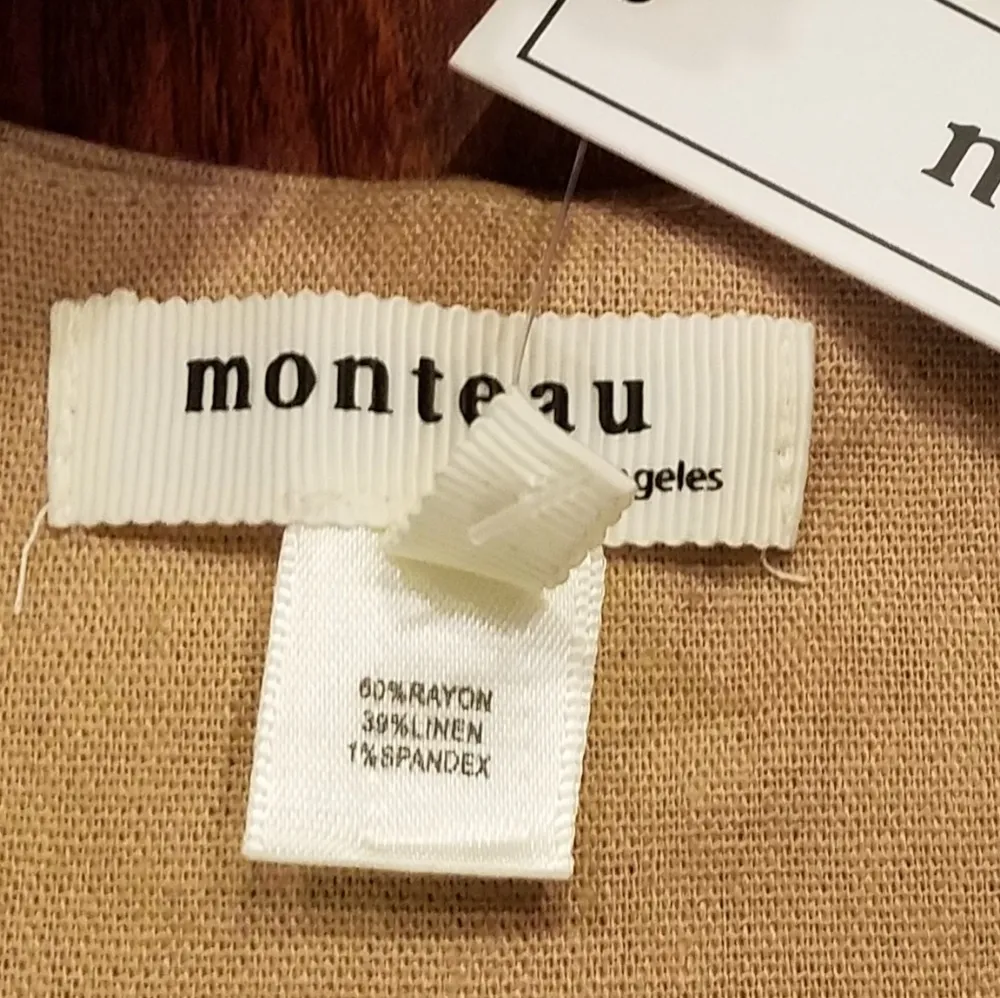 n
monteau
geles
60%RAYON
39%LINEN
1%SPANDEX